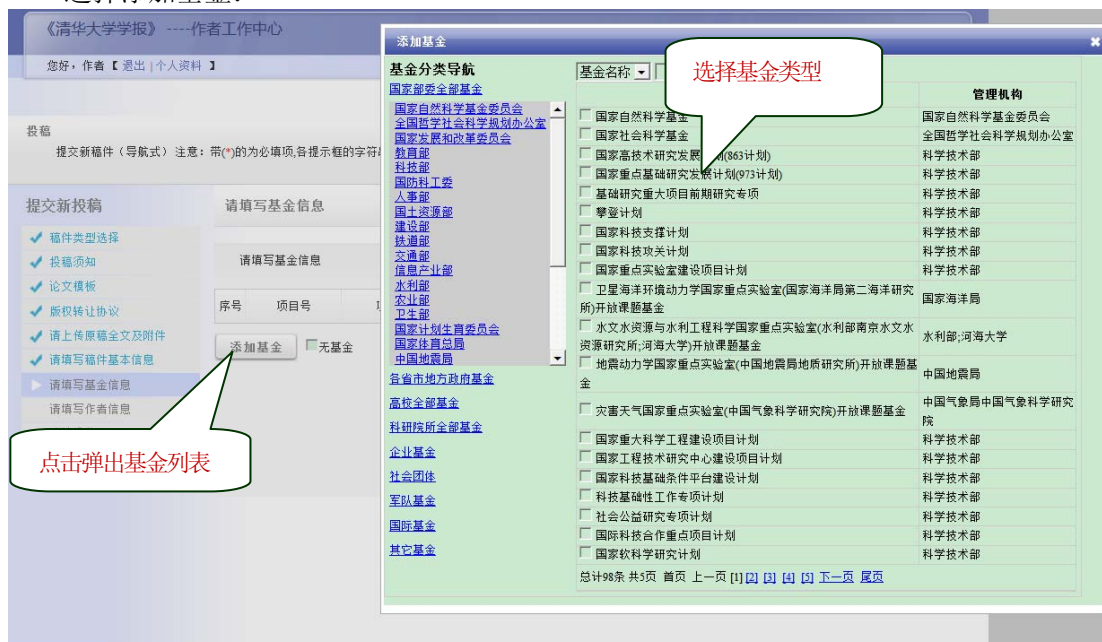 《清华大学学报》 ----作者工作中心
您好，作者【 退出 | 个人资料 】
投稿
提交新稿件（导航式）注意：带(*)的为必填项,各提示框的字符
提交新投稿
稿件类型选择
投稿须知
论文模板
版权转让协议
请上传原稿全文及附件
请填写稿件基本信息
请填写基金信息
请填写作者信息
点击弹出基金列表
请填写基金信息
请填写基金信息
序号 项目号
添加基金 无基金
添加基金
基金分类导航
国家部委全部基金
国家自然科学基金委员会
全国哲学社会科学规划办公室
国家发展和改革委员会
教育部
科技部
国防科工委
人事部
国土资源部
建设部
铁道部
交通部
信息产业部
水利部
农业部
卫生部
国家计划生育委员会
国家体育总局
中国地震局
各省市地方政府基金
高校全部基金
科研院所全部基金
企业基金
社会团体
军队基金
国际基金
其它基金
基金名称
选择基金类型
管理机构
国家自然科学基金 国家自然科学基金委员会
国家社会科学基金 全国哲学社会科学规划办公室
国家高技术研究发展计划(863计划) 科学技术部
国家重点基础研究发展计划(973计划) 科学技术部
基础研究重大项目前期研究专项 科学技术部
攀登计划 科学技术部
国家科技支撑计划 科学技术部
国家科技攻关计划 科学技术部
国家重点实验室建设项目计划 科学技术部
卫星海洋环境动力学国家重点实验室(国家海洋局第二海洋研究
所)开放课题基金 国家海洋局
水文水资源与水利工程科学国家重点实验室(水利部南京水文水
资源研究所;河海大学)开放课题基金 水利部;河海大学
地震动力学国家重点实验室(中国地震局地质研究所)开放课题基
金 中国地震局
灾害天气国家重点实验室(中国气象科学研究院)开放课题基金 中国气象局中国气象科学研究
院
国家重大科学工程建设项目计划 科学技术部
国家工程技术研究中心建设项目计划 科学技术部
国家科技基础条件平台建设计划 科学技术部
科技基础性工作专项计划 科学技术部
社会公益研究专项计划 科学技术部
国际科技合作重点项目计划 科学技术部
国家软科学研究计划 科学技术部
总计98条 共5页 首页 上一页 [1] [2] [3] [4] [5] 下一页 尾页